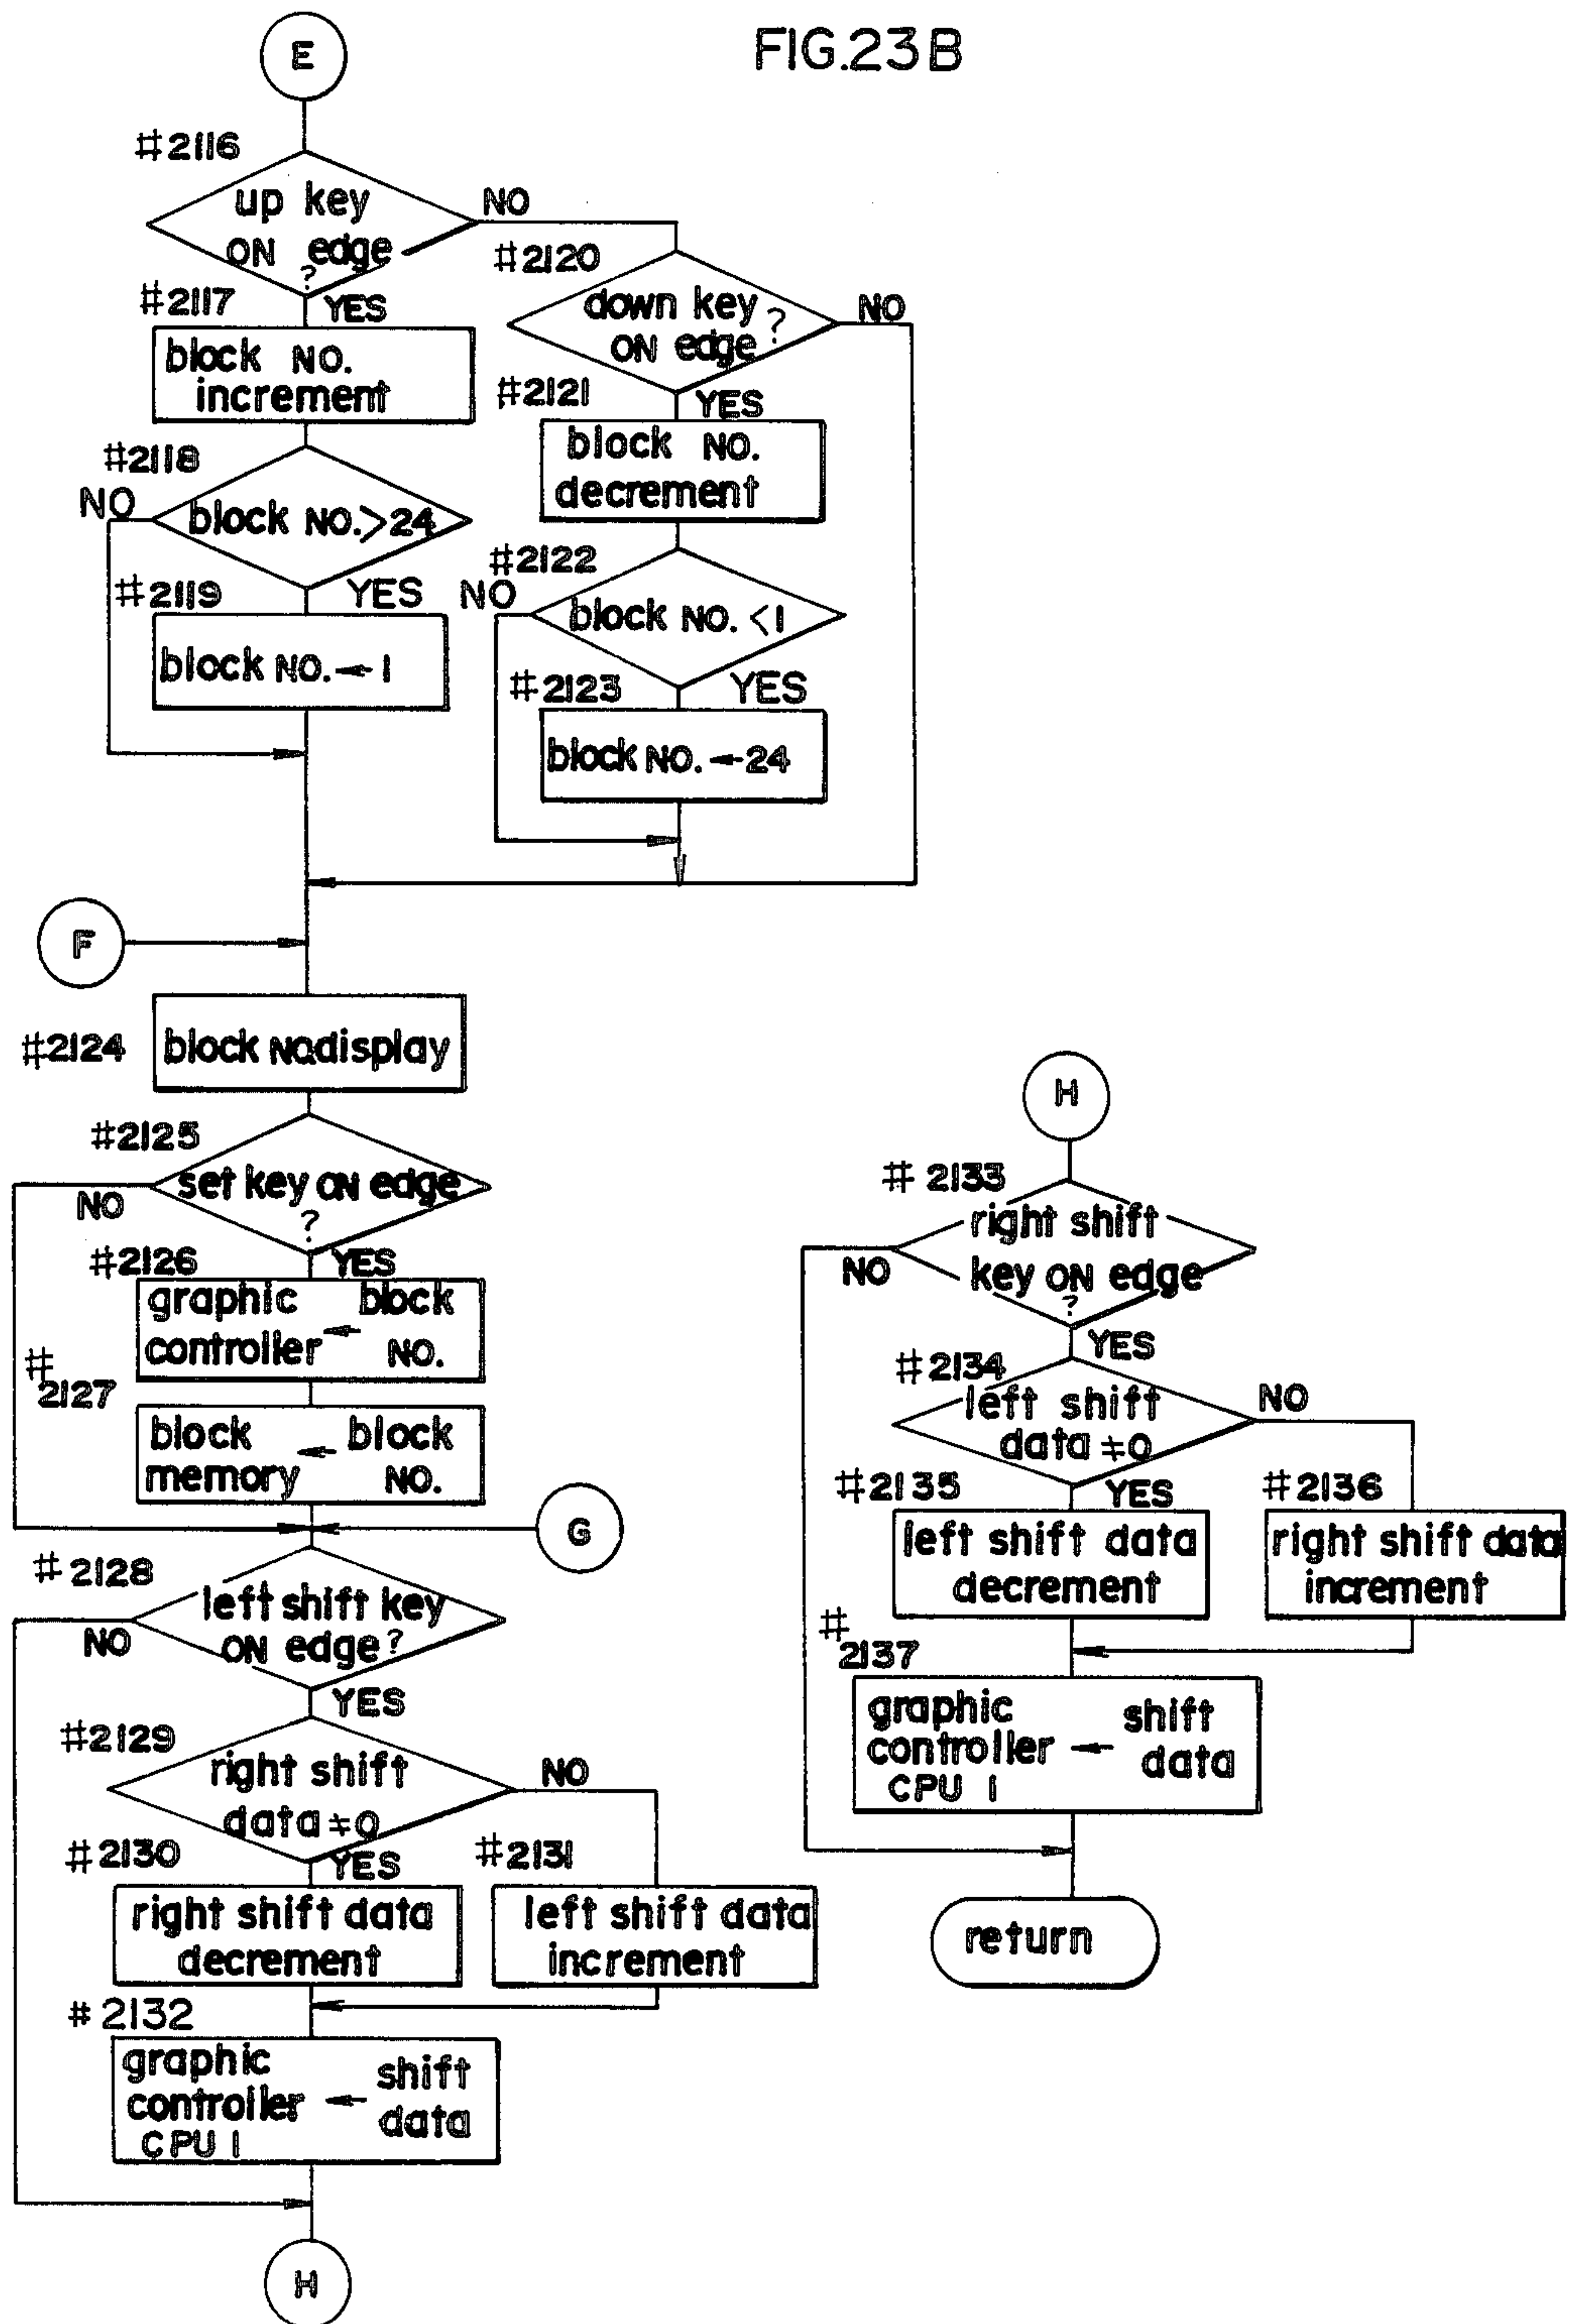 FIG.23B
E
#2116
up key
ON edge
?
NO
#2117
YES
block NO.
increment
#2118
NO
block NO.>24
#2119
YES
block NO.←1
#2120
down key
ON edge?
NO
#2121
YES
block NO.
decrement
#2122
NO
block NO.<1
#2123
YES
block NO.←24
F
#2124
block NO.display
#2125
set key ON edge
?
NO
#2126
YES
graphic
controller ← block
NO.
#
2127
block
memory ← block
NO.
G
#2128
left shift key
ON edge?
NO
YES
#2129
right shift
data≠0
NO
#2130
YES
right shift data
decrement
#2131
left shift data
increment
#2132
graphic
controller ← shift
data
CPU 1
H
H
#2133
right shift
key ON edge
?
NO
YES
#2134
left shift
data≠0
NO
#2135
YES
left shift data
decrement
#2136
right shift data
increment
#
2137
graphic
controller ← shift
data
CPU 1
return